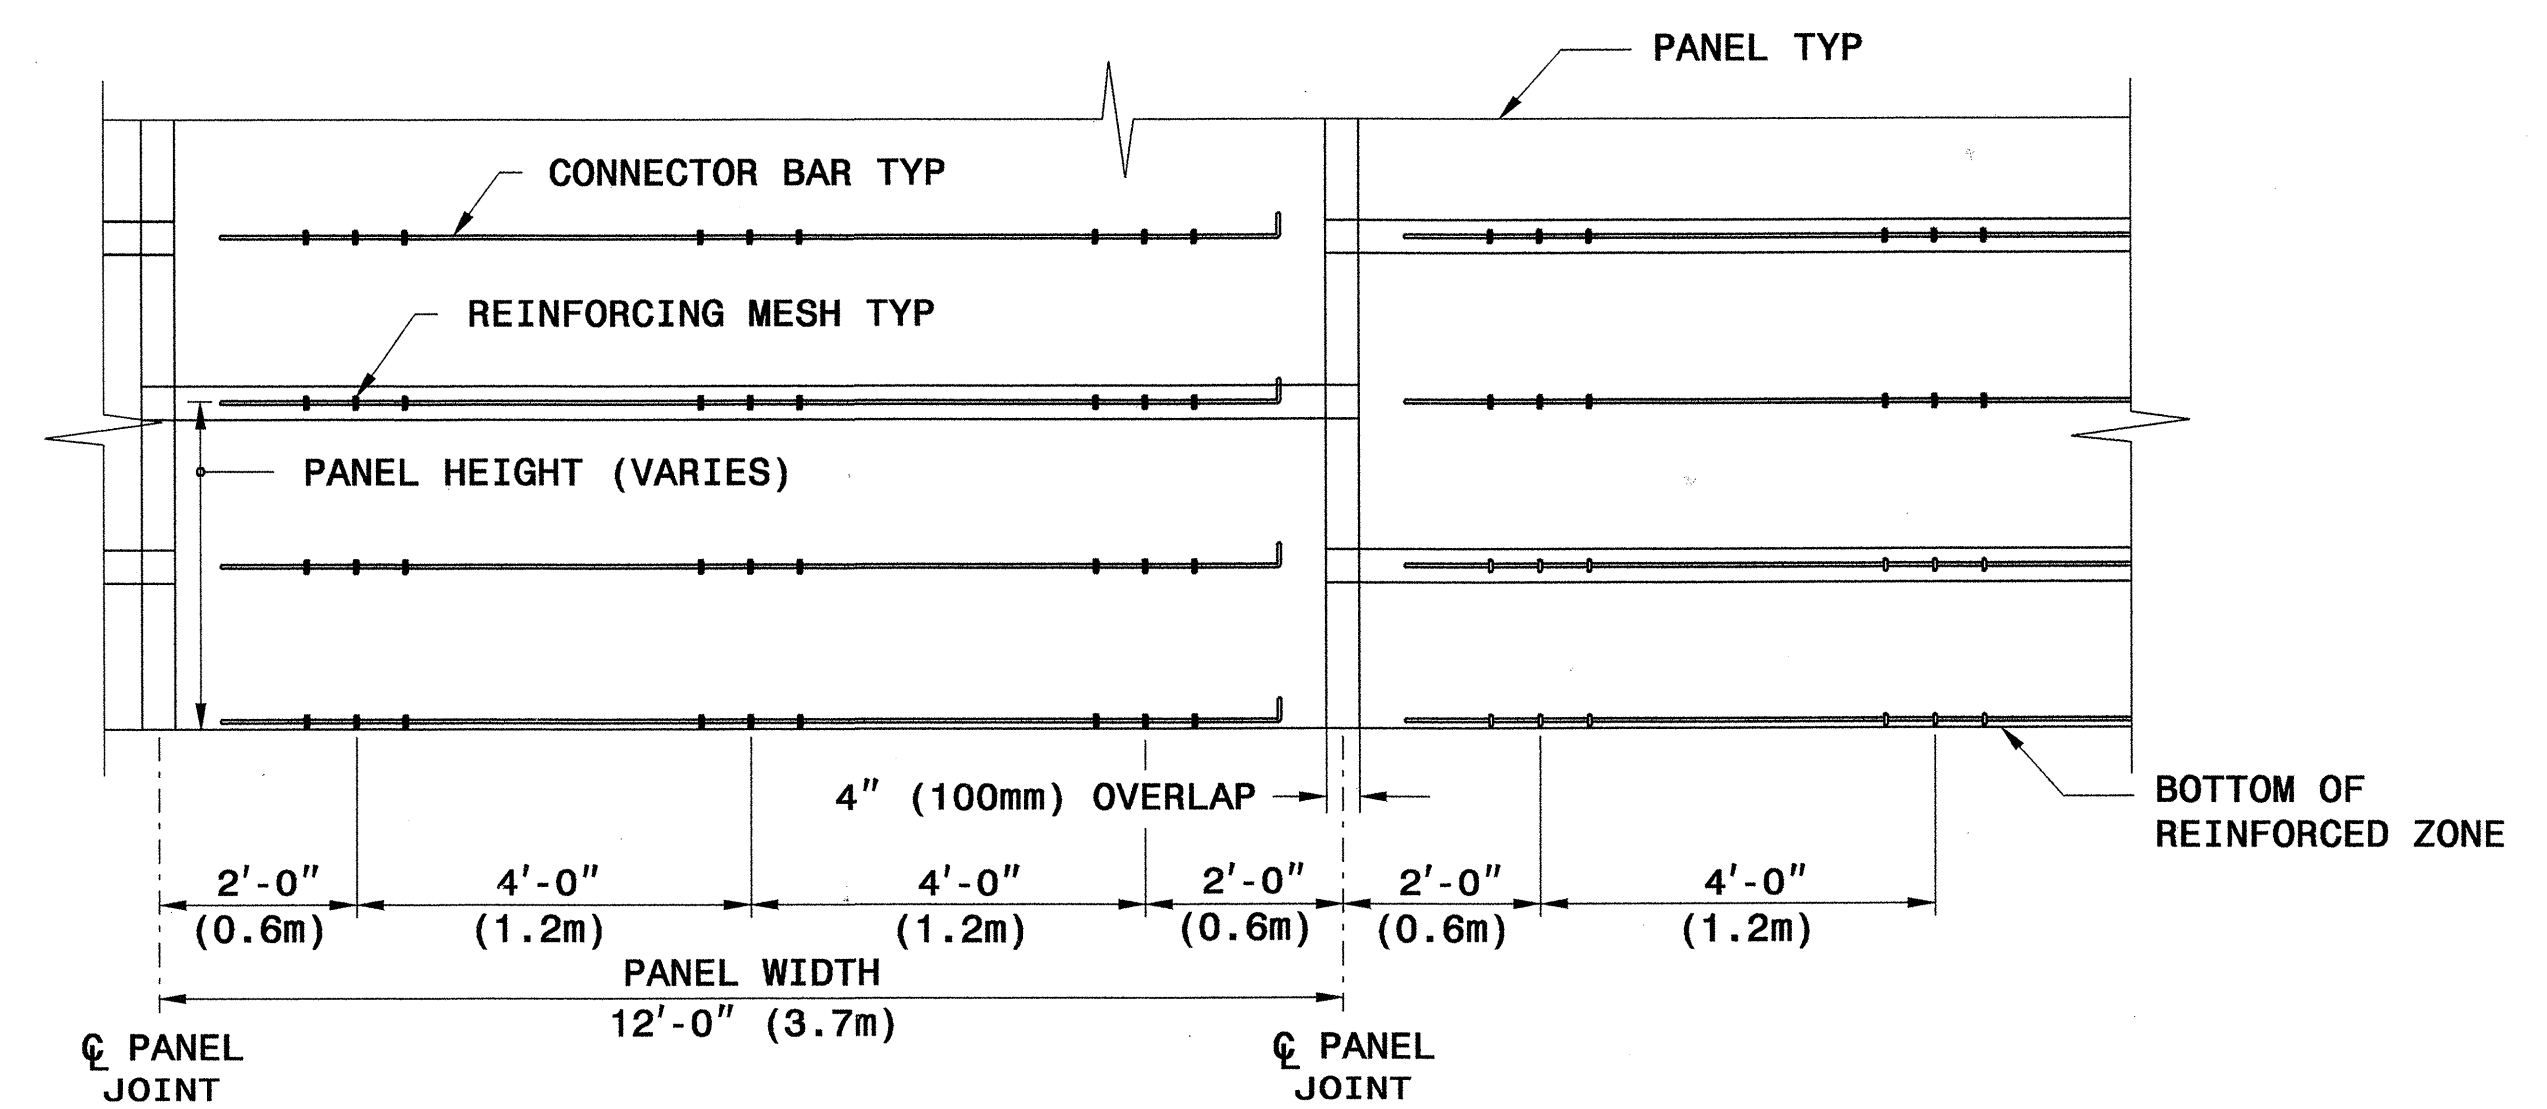 PANEL TYP
CONNECTOR BAR TYP
REINFORCING MESH TYP
PANEL HEIGHT (VARIES)
4" (100mm) OVERLAP
BOTTOM OF
REINFORCED ZONE
2'-0" 4'-0" 4'-0" 2'-0" 2'-0" 4'-0"
(0.6m) (1.2m) (1.2m) (0.6m) (0.6m) (1.2m)
PANEL WIDTH
12'-0" (3.7m)
℄ PANEL
JOINT
℄ PANEL
JOINT